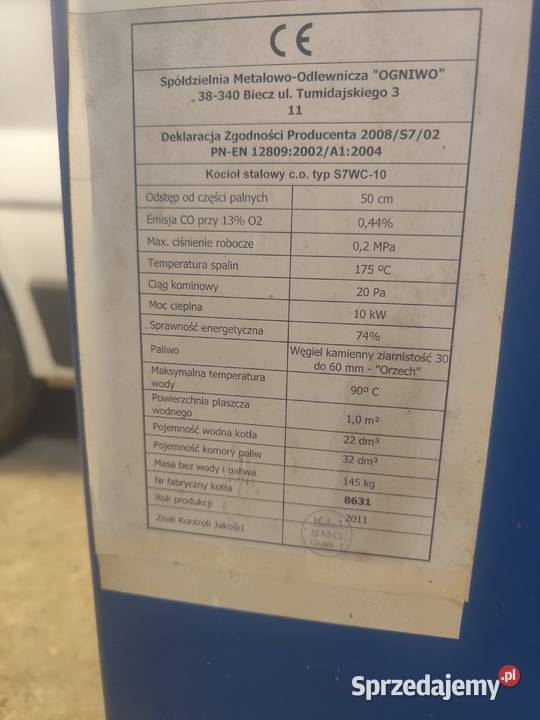 CE
Spółdzielnia Metalowo-Odlewnicza "OGNIWO"
38-340 Biecz ul. Tumidajskiego 3
11
Deklaracja Zgodności Producenta 2008/S7/02
PN-EN 12809:2002/A1:2004
Kocioł stalowy c.o. typ S7WC-10
Odstęp od części palnych 50 cm
Emisja CO przy 13% O2 0,44%
Max. ciśnienie robocze 0,2 MPa
Temperatura spalin 175 ºC
Ciąg kominowy 20 Pa
Moc cieplna 10 kW
Sprawność energetyczna 74%
Paliwo Węgiel kamienny ziarnistość 30
do 60 mm - "Orzech"
Maksymalna temperatura
wody 90º C
Powierzchnia płaszcza
wodnego 1,0 m²
Pojemność wodna kotła 22 dm³
Pojemność komory paliw 32 dm³
Masa bez wody i paliwa 145 kg
Nr fabryczny kotła 8631
Rok produkcji 2011
Znak Kontroli Jakości
SMO
Sprzedajemy.pl